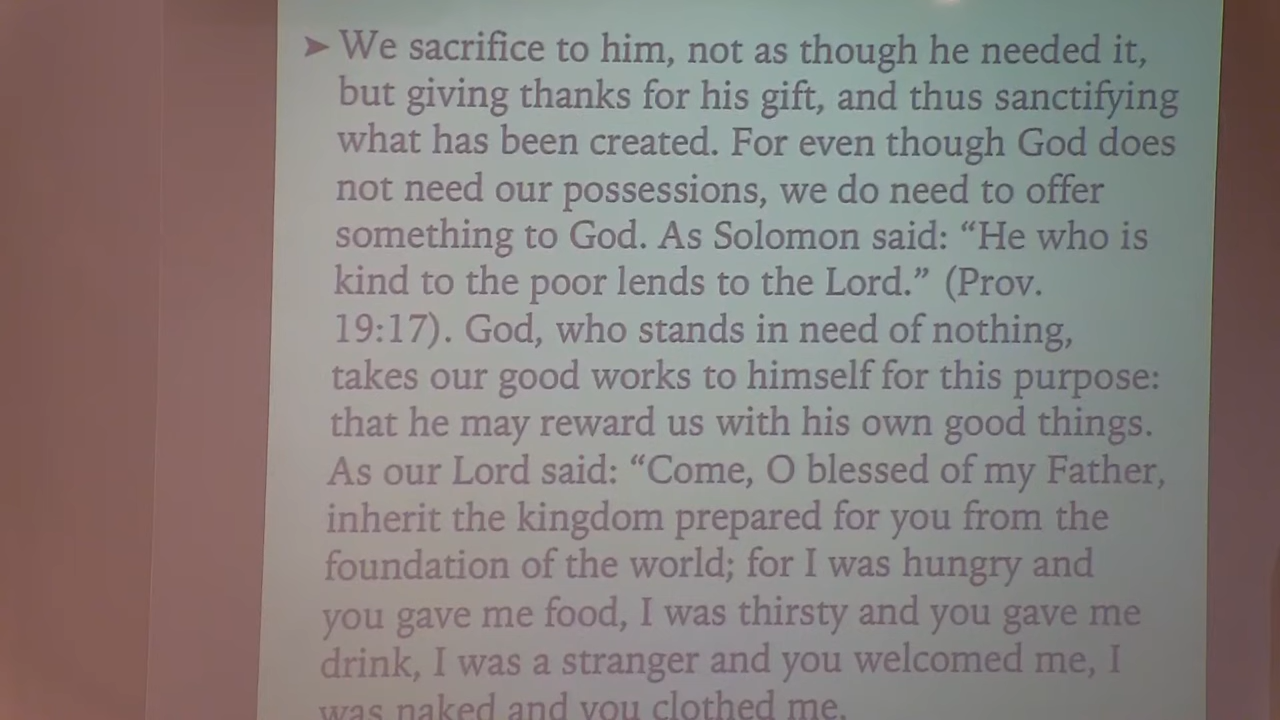 ➤ We sacrifice to him, not as though he needed it,
but giving thanks for his gift, and thus sanctifying
what has been created. For even though God does
not need our possessions, we do need to offer
something to God. As Solomon said: “He who is
kind to the poor lends to the Lord.” (Prov.
19:17). God, who stands in need of nothing,
takes our good works to himself for this purpose:
that he may reward us with his own good things.
As our Lord said: “Come, O blessed of my Father,
inherit the kingdom prepared for you from the
foundation of the world; for I was hungry and
you gave me food, I was thirsty and you gave me
drink, I was a stranger and you welcomed me, I
was naked and you clothed me.